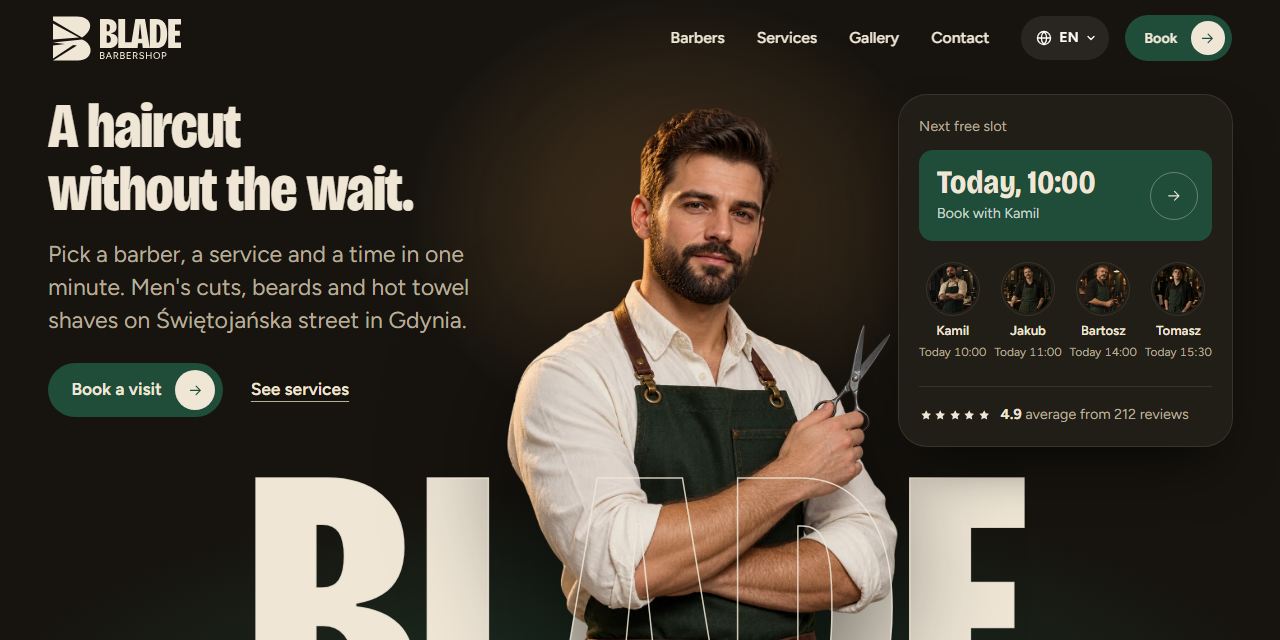 BLADE
BARBERSHOP
Barbers
Services
Gallery
Contact
EN
Book
A haircut
without the wait.
Pick a barber, a service and a time in one
minute. Men's cuts, beards and hot towel
shaves on Świętojańska street in Gdynia.
Book a visit
See services
Next free slot
Today, 10:00
Book with Kamil
Kamil
Jakub
Bartosz
Tomasz
Today 10:00
Today 11:00
Today 14:00
Today 15:30
4.9 average from 212 reviews
BLADE